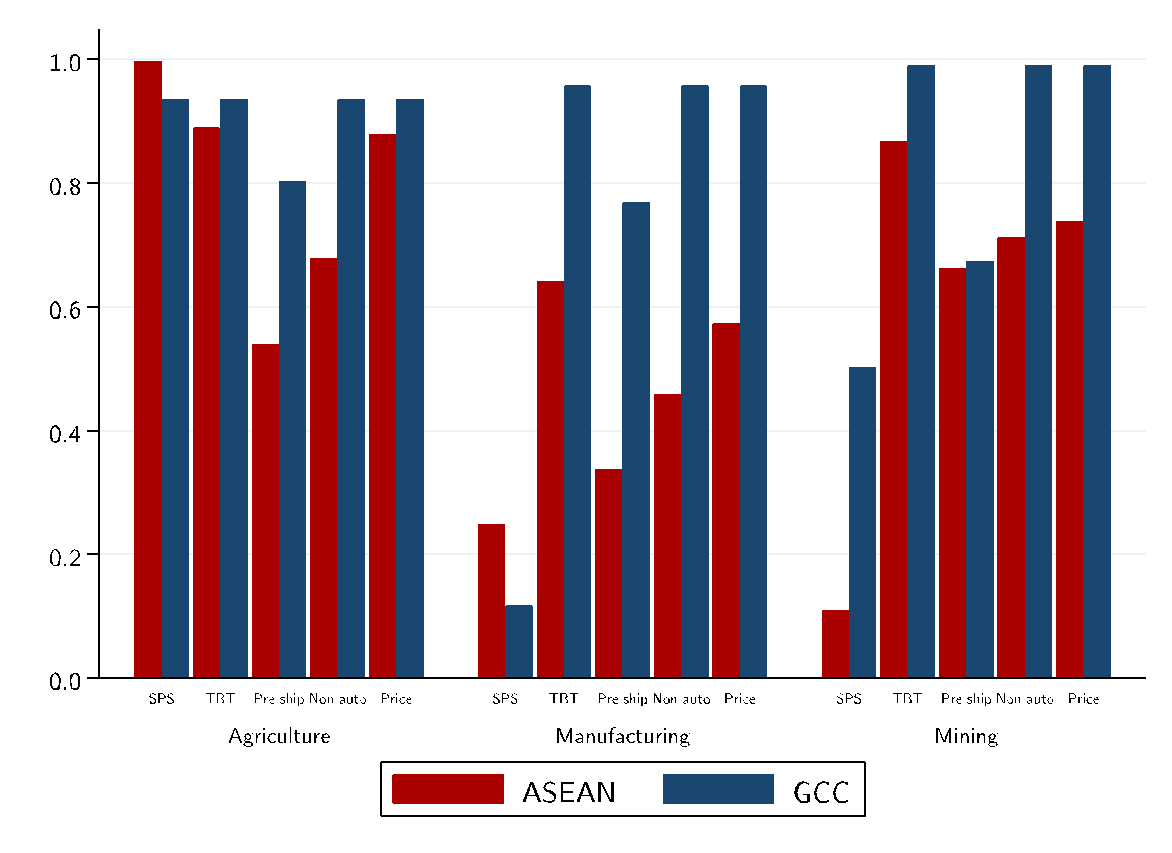 1.0
0.8
0.6
0.4
0.2
0.0
SPS TBT Pre ship Non auto Price SPS TBT Pre ship Non auto Price SPS TBT Pre ship Non auto Price
Agriculture Manufacturing Mining
ASEAN GCC